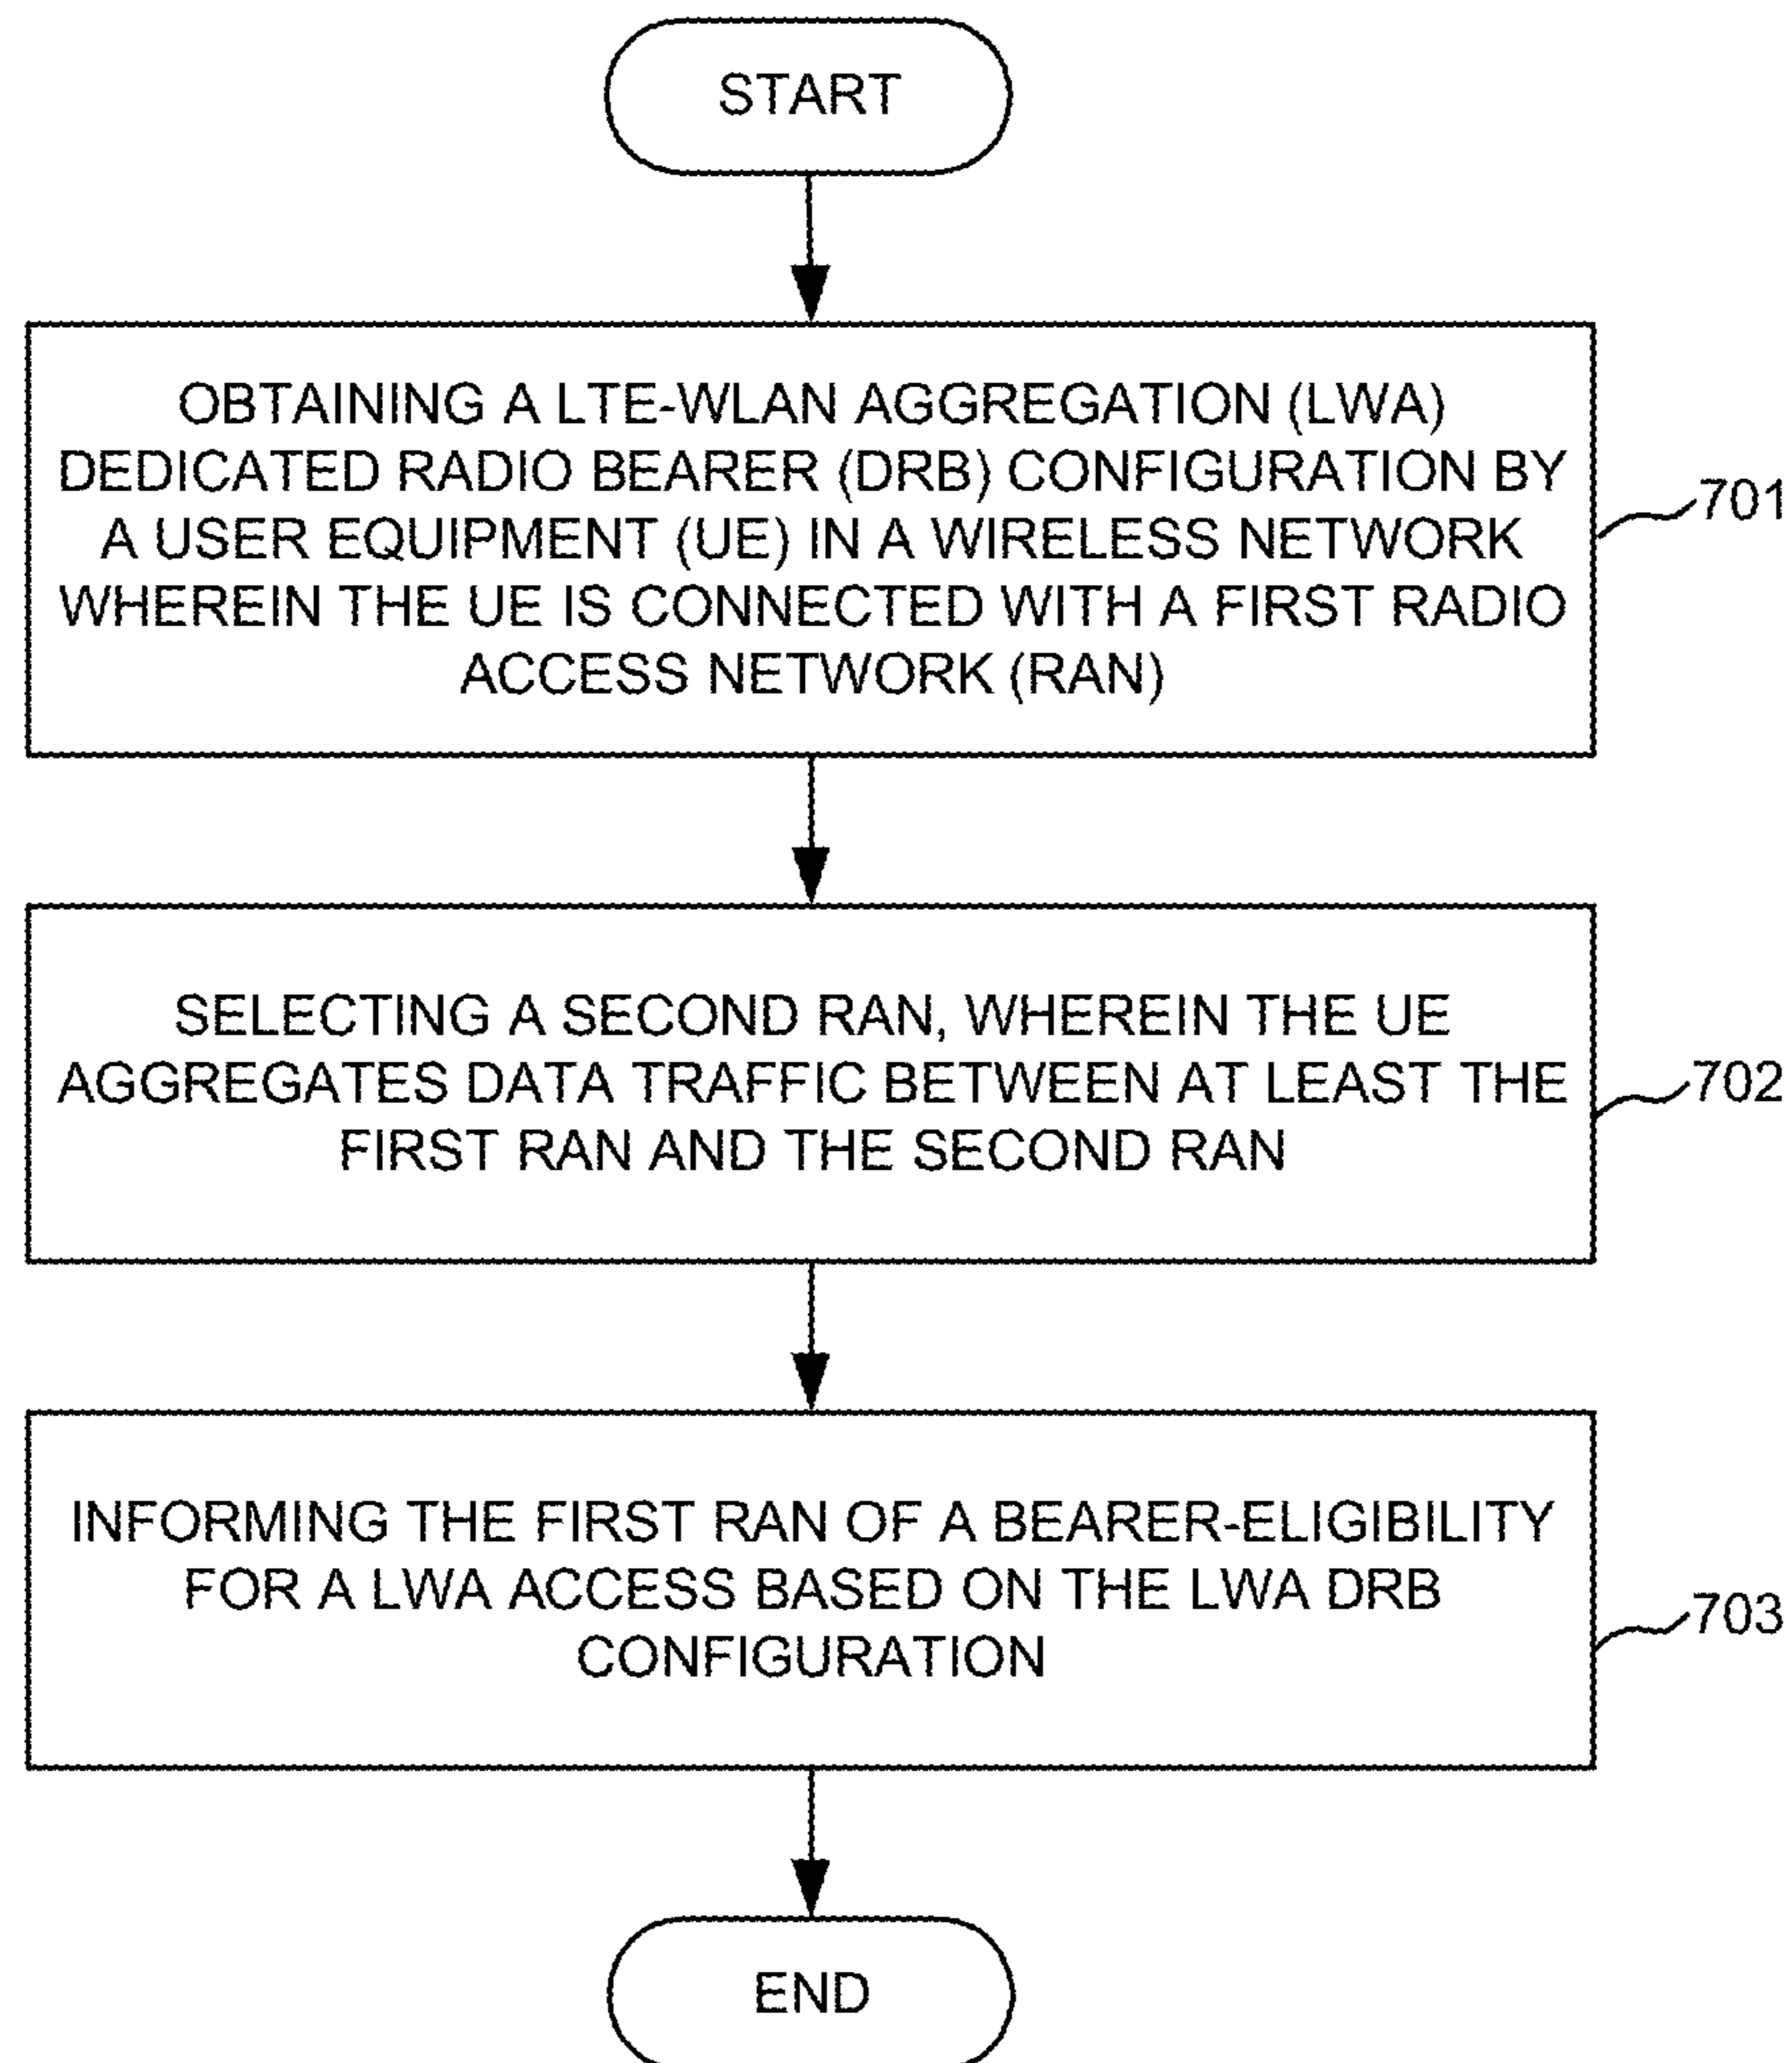 START
OBTAINING A LTE-WLAN AGGREGATION (LWA)
DEDICATED RADIO BEARER (DRB) CONFIGURATION BY
A USER EQUIPMENT (UE) IN A WIRELESS NETWORK
WHEREIN THE UE IS CONNECTED WITH A FIRST RADIO
ACCESS NETWORK (RAN)
701
SELECTING A SECOND RAN, WHEREIN THE UE
AGGREGATES DATA TRAFFIC BETWEEN AT LEAST THE
FIRST RAN AND THE SECOND RAN
702
INFORMING THE FIRST RAN OF A BEARER-ELIGIBILITY
FOR A LWA ACCESS BASED ON THE LWA DRB
CONFIGURATION
703
END